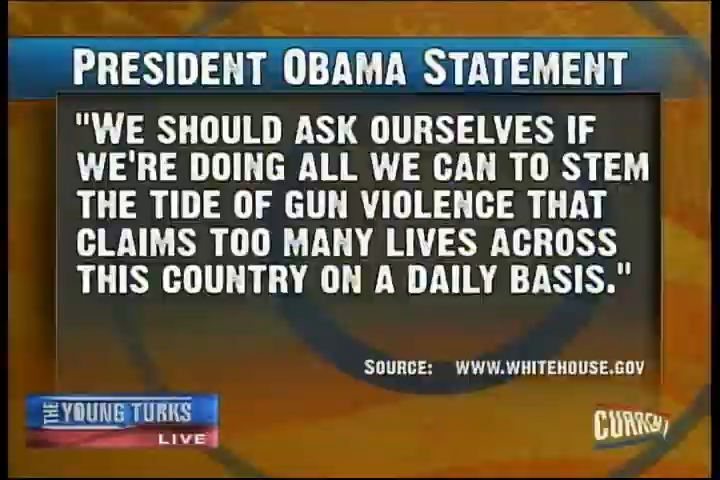 PRESIDENT OBAMA STATEMENT
"WE SHOULD ASK OURSELVES IF
WE'RE DOING ALL WE CAN TO STEM
THE TIDE OF GUN VIOLENCE THAT
CLAIMS TOO MANY LIVES ACROSS
THIS COUNTRY ON A DAILY BASIS."
SOURCE: WWW.WHITEHOUSE.GOV
THE YOUNG TURKS
LIVE
CURRENT